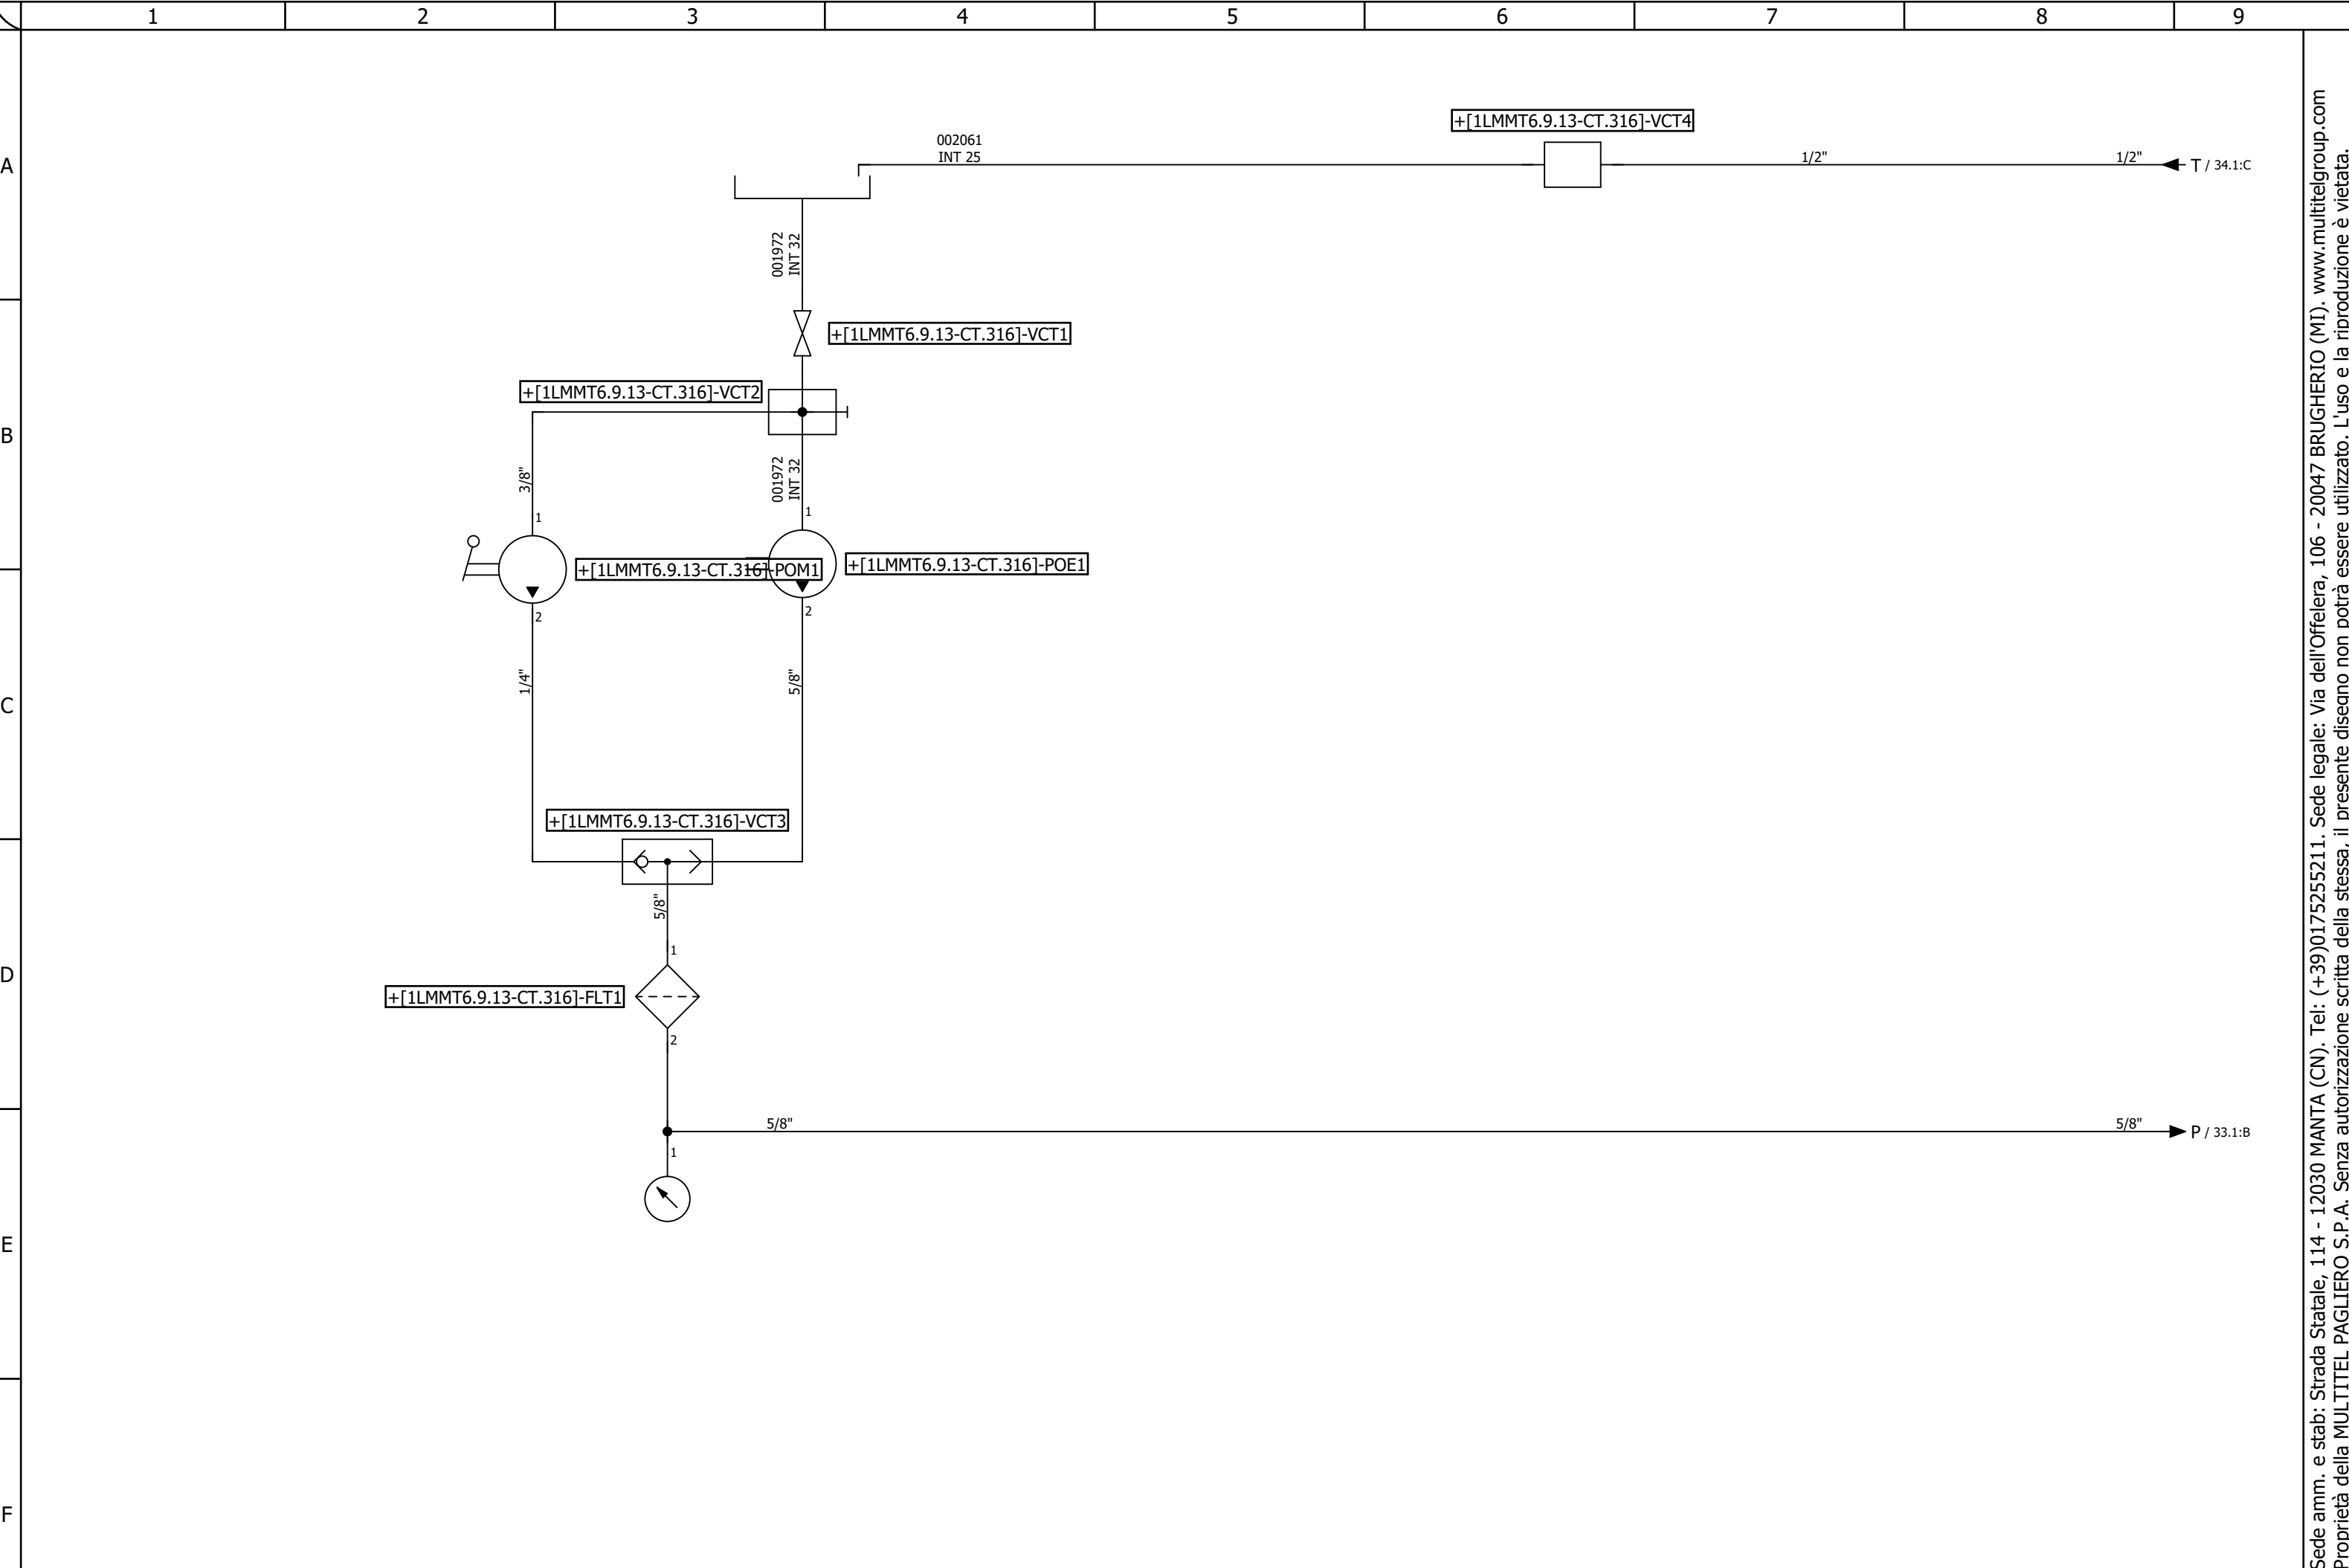 1 2 3 4 5 6 7 8 9
A
B
C
D
E
F
+[1LMMT6.9.13-CT.316]-VCT4
002061
INT 25
1/2"
1/2"
T / 34.1:C
001972
INT 32
+[1LMMT6.9.13-CT.316]-VCT1
+[1LMMT6.9.13-CT.316]-VCT2
3/8"
001972
INT 32
1
1
+[1LMMT6.9.13-CT.316]-POM1
+[1LMMT6.9.13-CT.316]-POE1
2
2
1/4"
5/8"
+[1LMMT6.9.13-CT.316]-VCT3
5/8"
1
+[1LMMT6.9.13-CT.316]-FLT1
2
5/8"
5/8"
P / 33.1:B
1
Sede amm. e stab: Strada Statale, 114 - 12030 MANTA (CN). Tel: (+39)0175255211. Sede legale: Via dell'Offelera, 106 - 20047 BRUGHERIO (MI). www.multitelgroup.com
Proprietà della MULTITEL PAGLIERO S.P.A. Senza autorizzazione scritta della stessa, il presente disegno non potrà essere utilizzato. L'uso e la riproduzione è vietata.